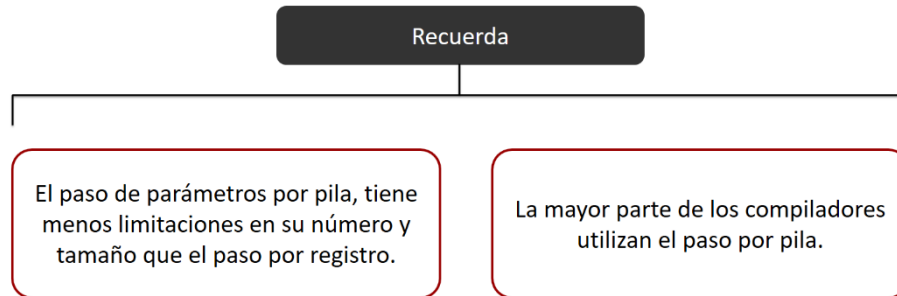 Recuerda
El paso de parámetros por pila, tiene
menos limitaciones en su número y
tamaño que el paso por registro.
La mayor parte de los compiladores
utilizan el paso por pila.